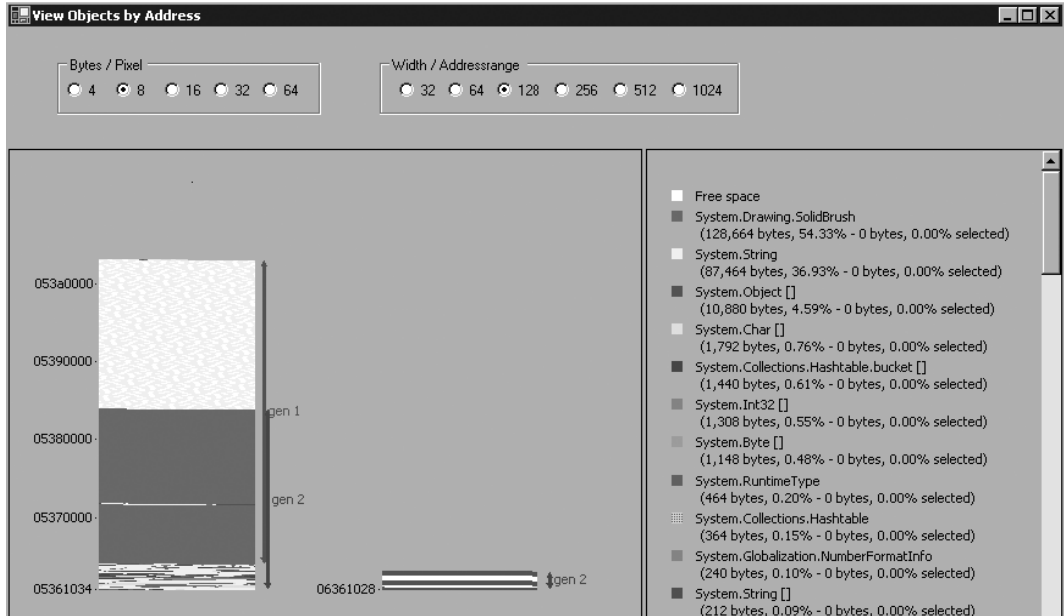 View Objects by Address
Bytes / Pixel
4 8 16 32 64
Width / Addressrange
32 64 128 256 512 1024
053a0000
05390000
gen 1
05380000
gen 2
05370000
05361034
06361028
gen 2
Free space
System.Drawing.SolidBrush
(128,664 bytes, 54.33% - 0 bytes, 0.00% selected)
System.String
(87,464 bytes, 36.93% - 0 bytes, 0.00% selected)
System.Object []
(10,880 bytes, 4.59% - 0 bytes, 0.00% selected)
System.Char []
(1,792 bytes, 0.76% - 0 bytes, 0.00% selected)
System.Collections.Hashtable.bucket []
(1,440 bytes, 0.61% - 0 bytes, 0.00% selected)
System.Int32 []
(1,308 bytes, 0.55% - 0 bytes, 0.00% selected)
System.Byte []
(1,148 bytes, 0.48% - 0 bytes, 0.00% selected)
System.RuntimeType
(464 bytes, 0.20% - 0 bytes, 0.00% selected)
System.Collections.Hashtable
(364 bytes, 0.15% - 0 bytes, 0.00% selected)
System.Globalization.NumberFormatInfo
(240 bytes, 0.10% - 0 bytes, 0.00% selected)
System.String []
(212 bytes, 0.09% - 0 bytes, 0.00% selected)